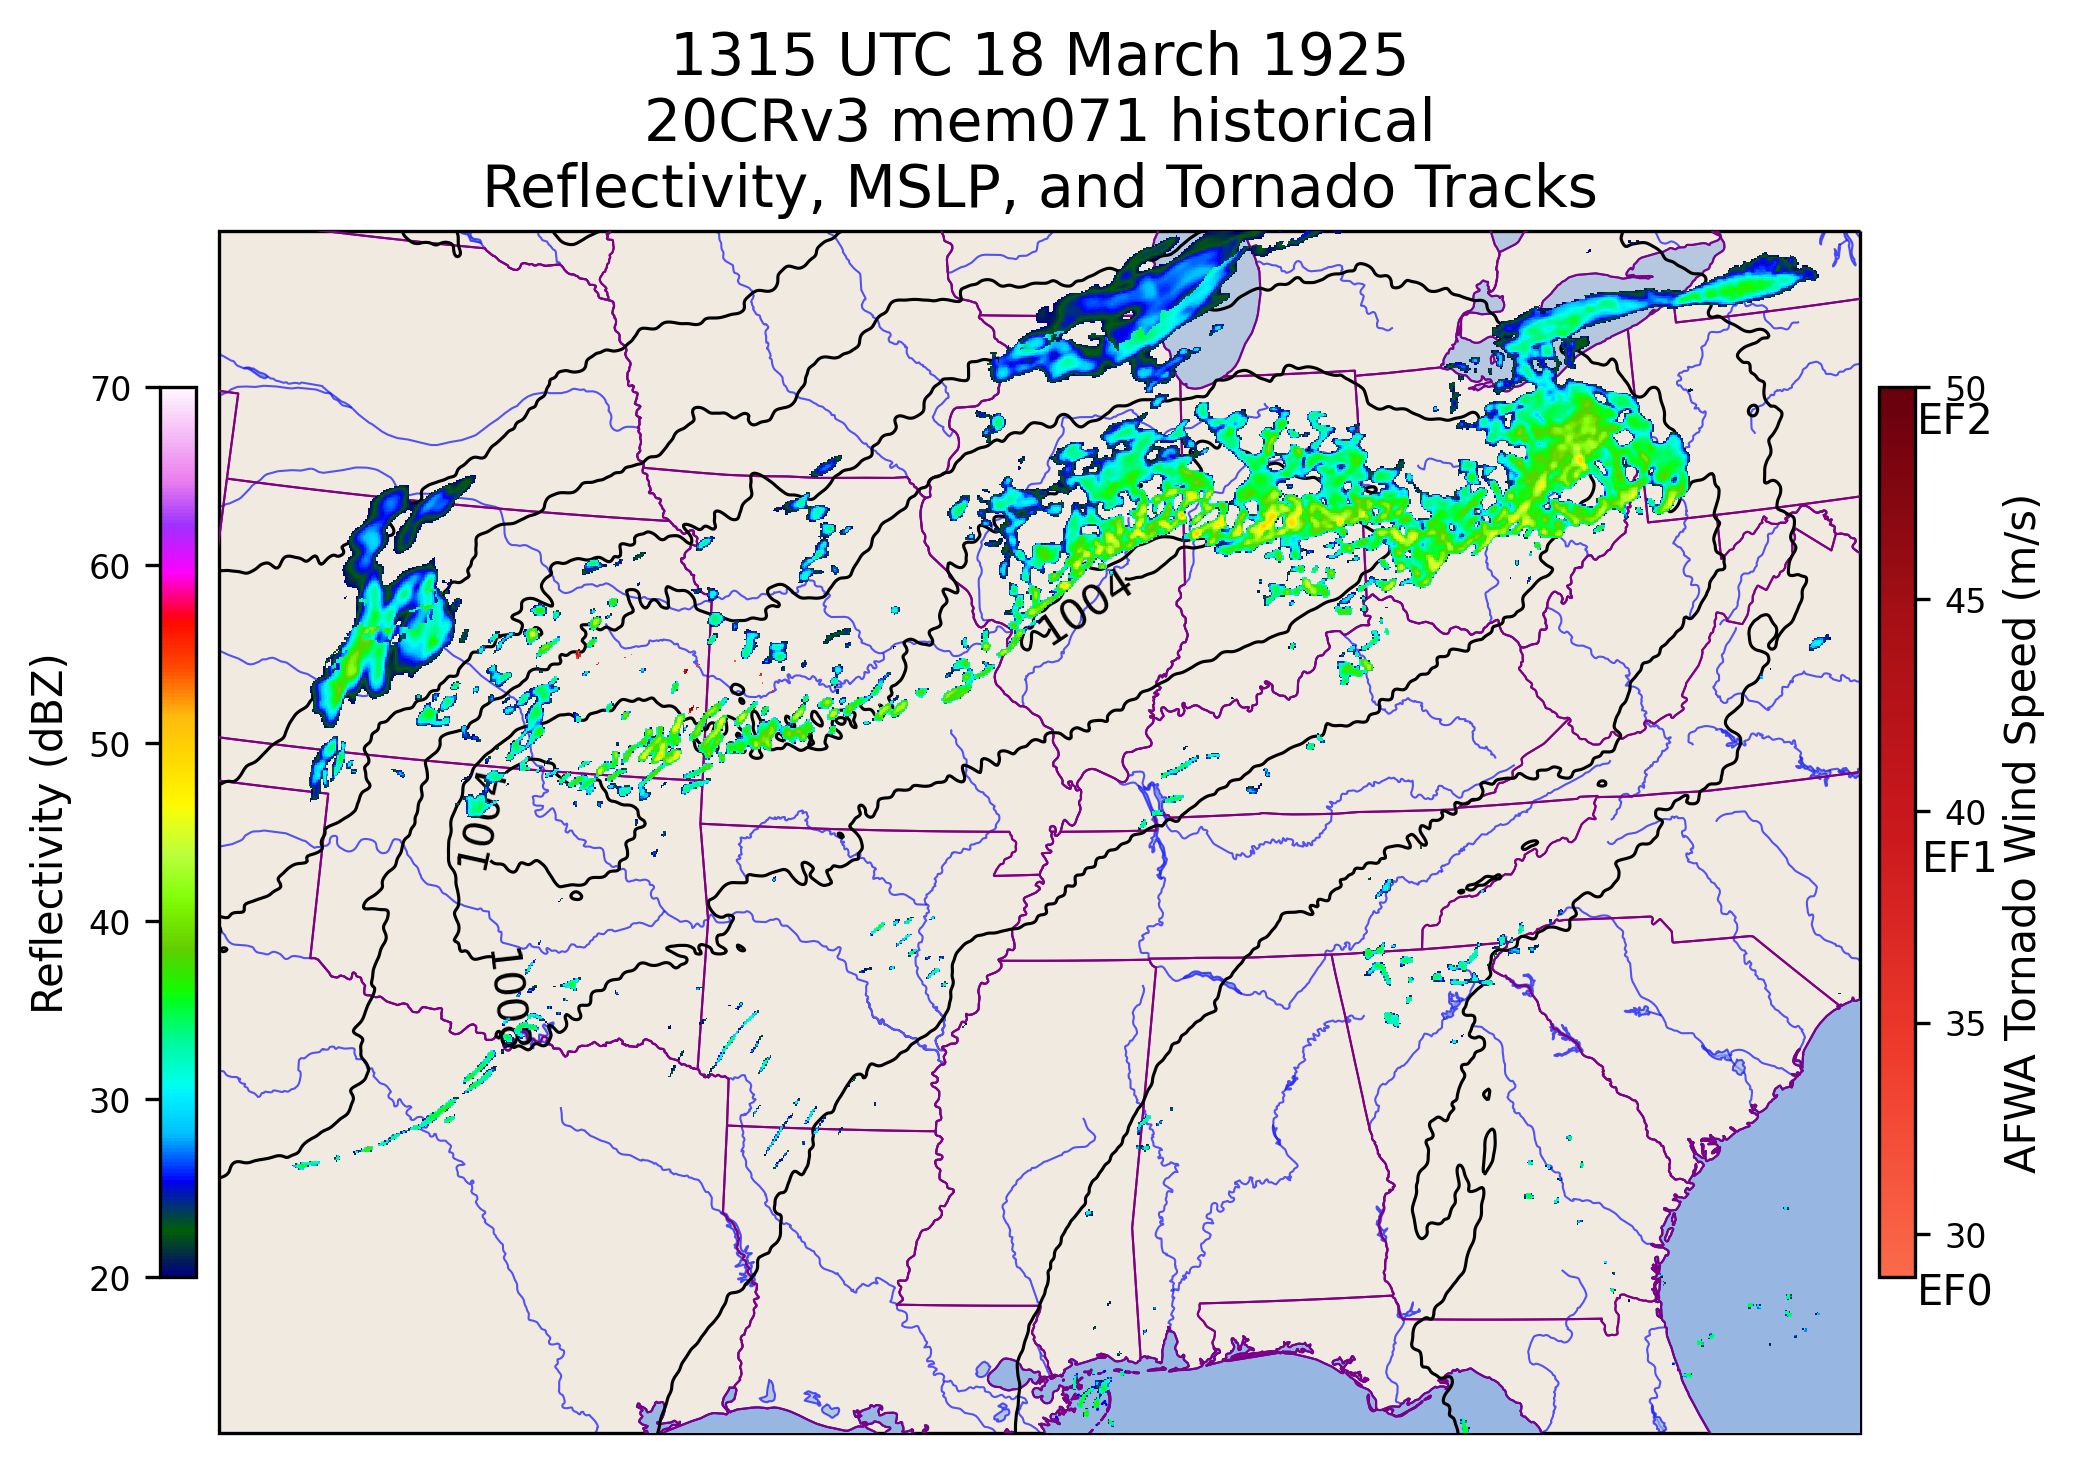 1315 UTC 18 March 1925
20CRv3 mem071 historical
Reflectivity, MSLP, and Tornado Tracks
Reflectivity (dBZ)
70
60
50
40
30
20
1004
1004
1008
50
EF2
45
40
EF1
35
30
EF0
AFWA Tornado Wind Speed (m/s)